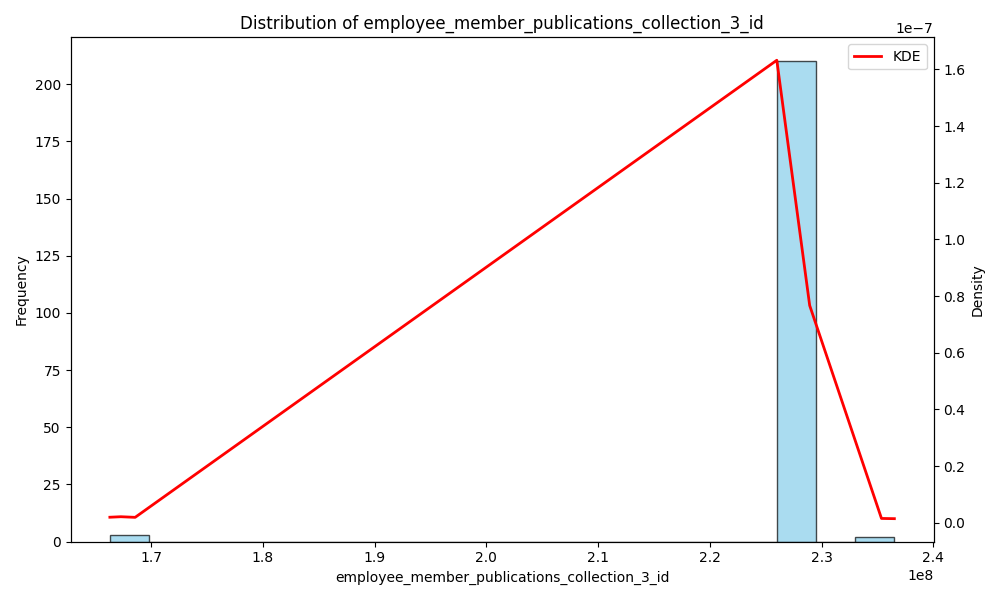 Distribution of employee_member_publications_collection_3_id
1e−7
KDE
Frequency
0
25
50
75
100
125
150
175
200
Density
0.0
0.2
0.4
0.6
0.8
1.0
1.2
1.4
1.6
1.7 1.8 1.9 2.0 2.1 2.2 2.3 2.4
1e8
employee_member_publications_collection_3_id